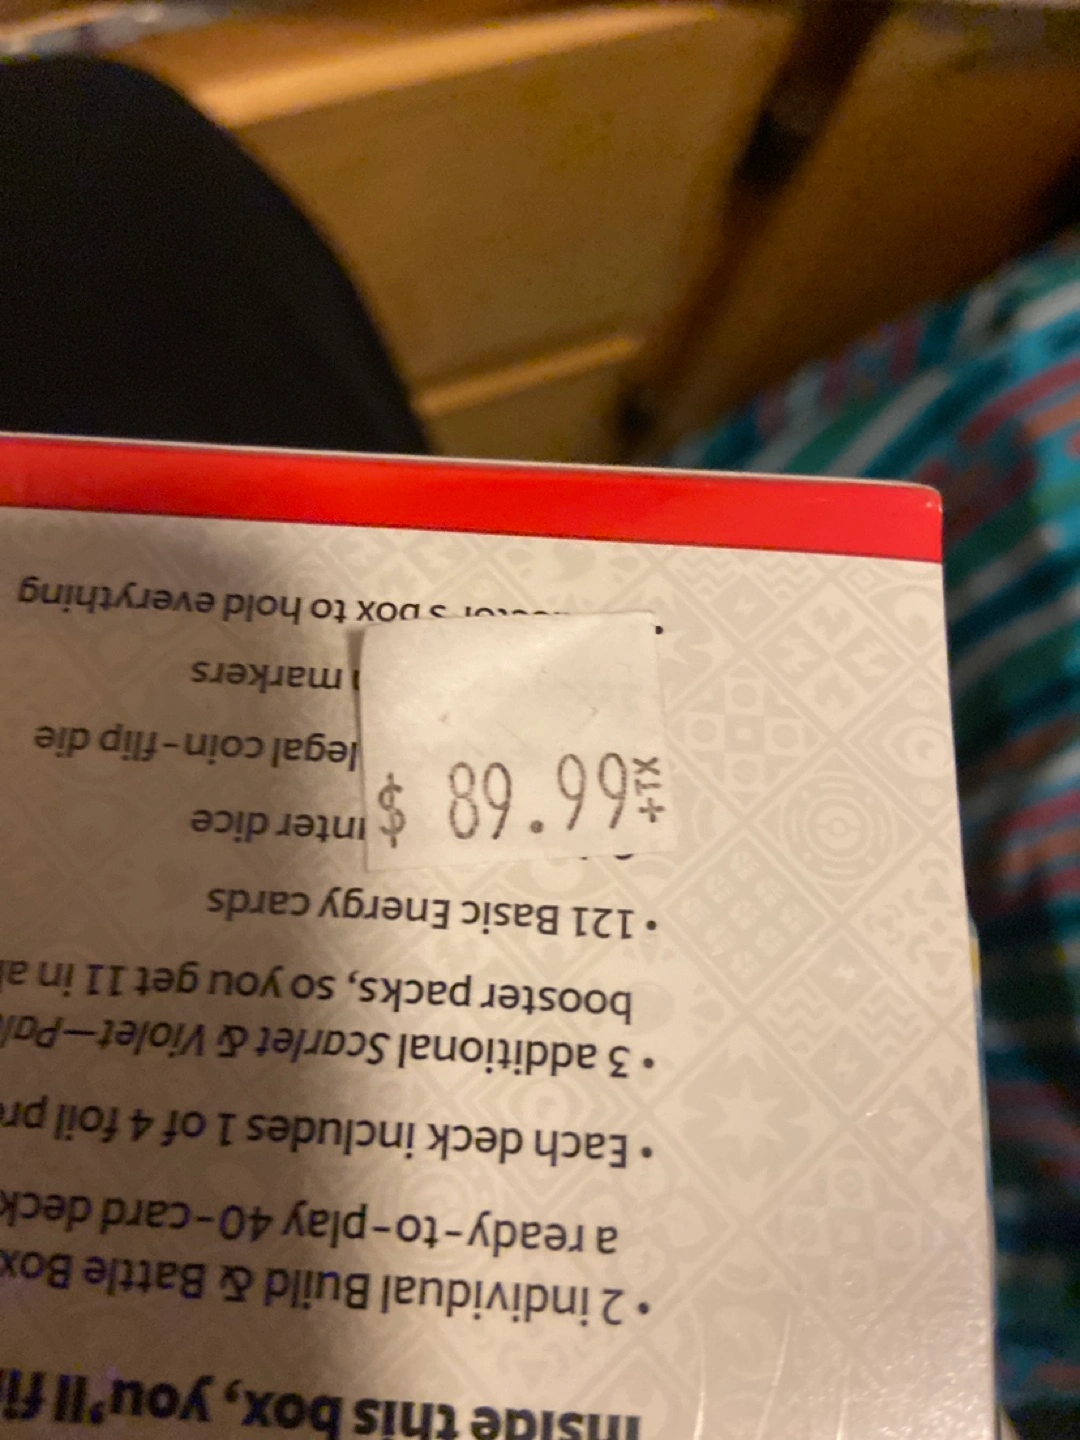 Inside this box, you'll
• 2 individual Build & Battle Box
a ready-to-play 40-card deck
• Each deck includes 1 of 4 foil
• 3 additional Scarlet & Violet—
booster packs, so you get 11 in
• 121 Basic Energy cards
dice
legal coin-flip die
markers
• box to hold everything
$ 89.99 +TX